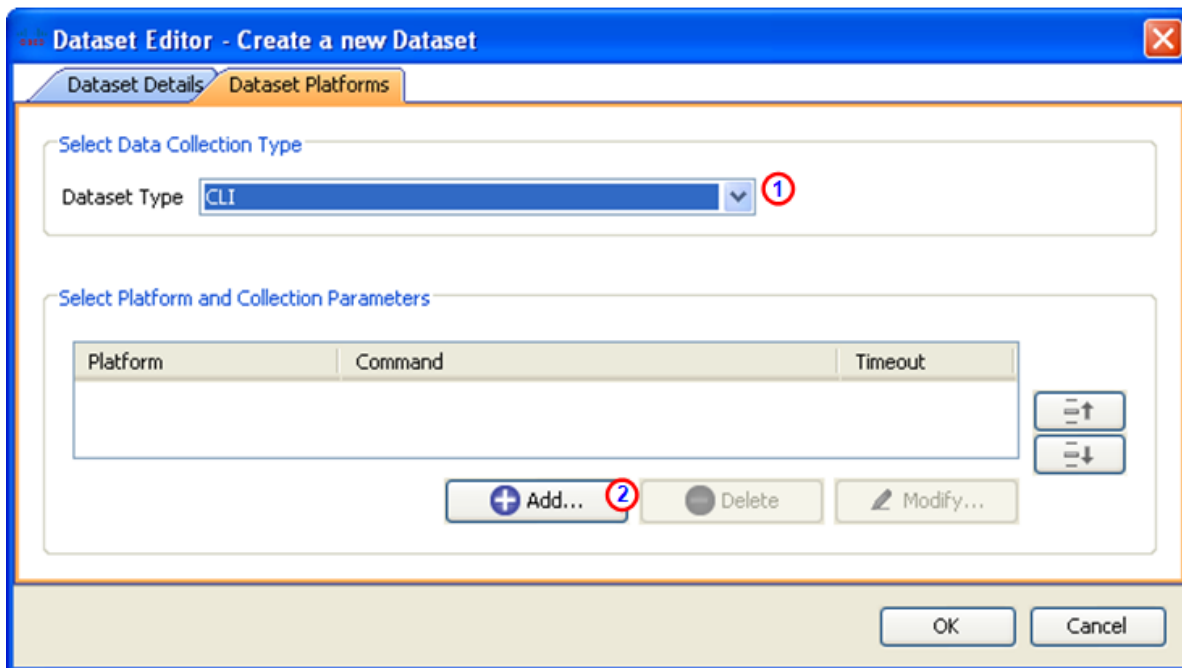 Dataset Editor - Create a new Dataset
Dataset Details Dataset Platforms
Select Data Collection Type
Dataset Type CLI 1
Select Platform and Collection Parameters
Platform Command Timeout
Add... 2 Delete Modify...
OK Cancel